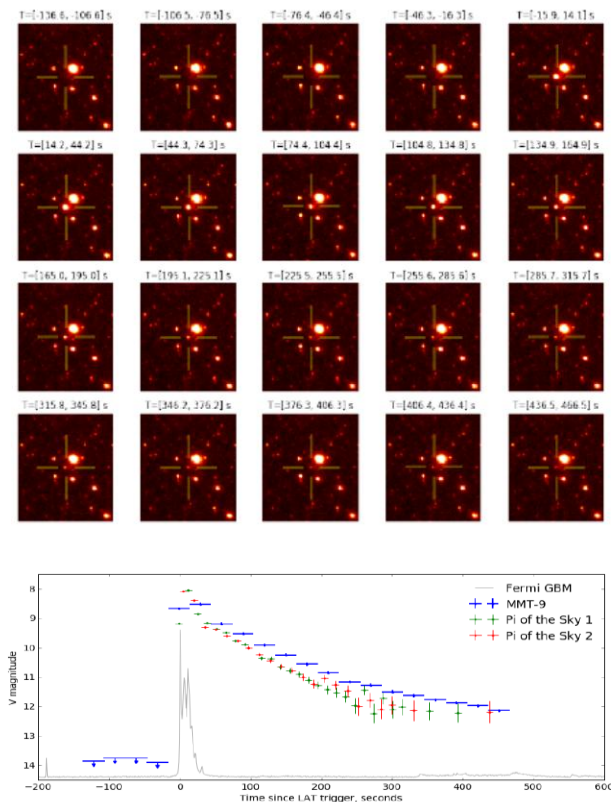 T=[-136.6, -106.6] s T=[-106.5, -76.5] s T=[-76.4, -46.4] s T=[-46.3, -16.3] s T=[-15.9, 14.1] s
T=[14.2, 44.2] s T=[44.3, 74.3] s T=[74.4, 104.4] s T=[104.8, 134.8] s T=[134.9, 164.9] s
T=[165.0, 195.0] s T=[195.1, 225.1] s T=[225.5, 255.5] s T=[255.6, 285.6] s T=[285.7, 315.7] s
T=[315.8, 345.8] s T=[346.2, 376.2] s T=[376.3, 406.3] s T=[406.4, 436.4] s T=[436.5, 466.5] s
Fermi GBM
MMT-9
Pi of the Sky 1
Pi of the Sky 2
V magnitude
8
9
10
11
12
13
14
−200 −100 0 100 200 300 400 500 600
Time since LAT trigger, seconds